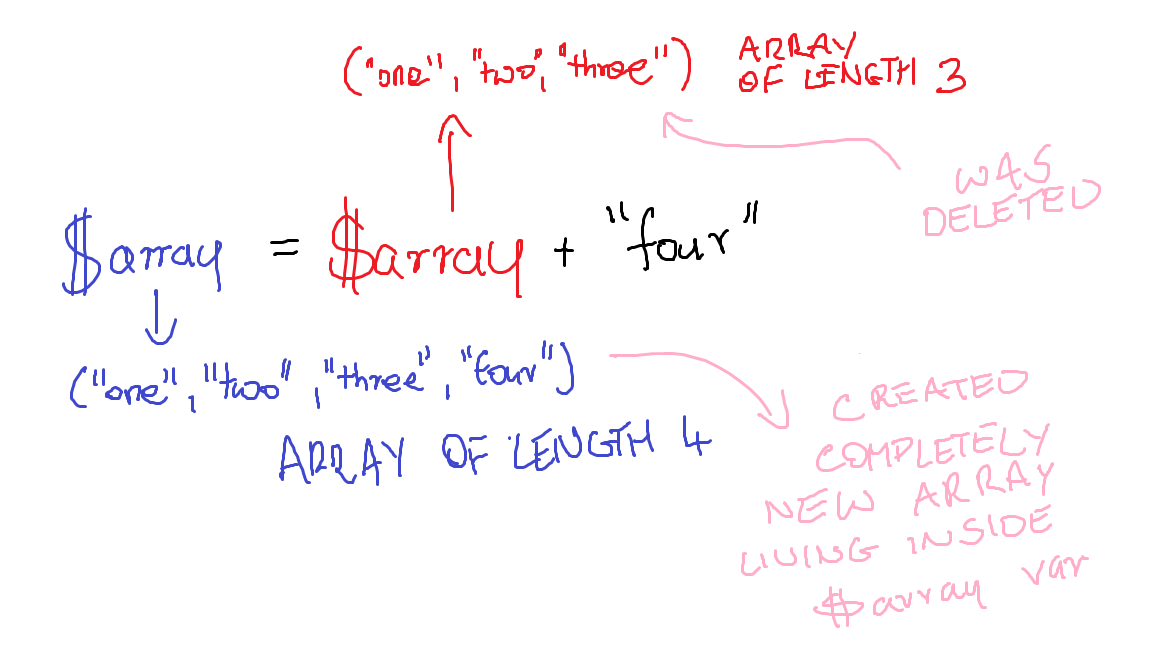 ("one", "two", "three") ARRAY
OF LENGTH 3
WAS
DELETED
$array = $array + "four"
("one", "two", "three", "four")
ARRAY OF LENGTH 4
CREATED
COMPLETELY
NEW ARRAY
LIVING INSIDE
$array var